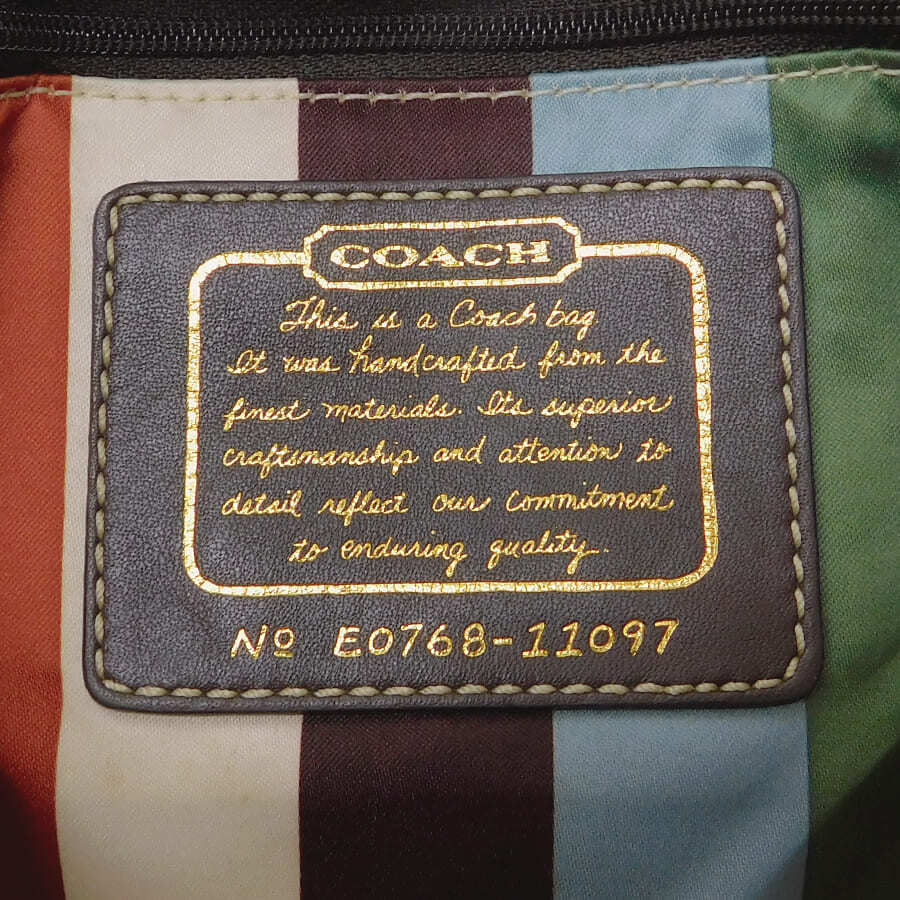 COACH
This is a Coach bag.
It was handcrafted from the
finest materials. Its superior
craftsmanship and attention to
detail reflect our commitment
to enduring quality.
Nº E0768-11097